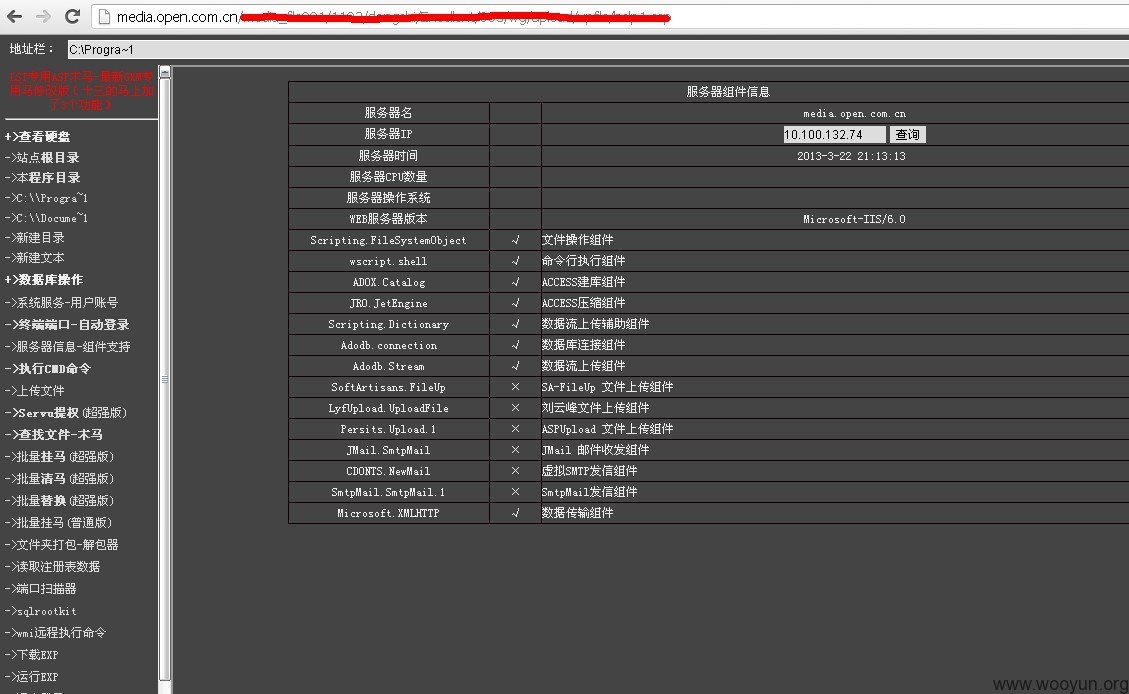 media.open.com.cn/
地址栏：
C:\Progra~1
+>查看硬盘
->站点根目录
->本程序目录
->C:\\Progra~1
->C:\\Docume~1
->新建目录
->新建文本
+>数据库操作
->系统服务-用户账号
->终端端口-自动登录
->服务器信息-组件支持
->执行CMD命令
->上传文件
->Servu提权(超强版)
->查找文件-木马
->批量挂马(超强版)
->批量清马(超强版)
->批量替换(超强版)
->批量挂马(普通版)
->文件夹打包-解包器
->读取注册表数据
->端口扫描器
->sqlrootkit
->wmi远程执行命令
->下载EXP
->运行EXP
服务器组件信息
服务器名 media.open.com.cn
服务器IP 10.100.132.74 查询
服务器时间 2013-3-22 21:13:13
服务器CPU数量
服务器操作系统
WEB服务器版本 Microsoft-IIS/6.0
Scripting.FileSystemObject √ 文件操作组件
wscript.shell √ 命令行执行组件
ADOX.Catalog √ ACCESS建库组件
JRO.JetEngine √ ACCESS压缩组件
Scripting.Dictionary √ 数据流上传辅助组件
Adodb.connection √ 数据库连接组件
Adodb.Stream √ 数据流上传组件
SoftArtisans.FileUp × SA-FileUp 文件上传组件
LyfUpload.UploadFile × 刘云峰文件上传组件
Persits.Upload.1 × ASPUpload 文件上传组件
JMail.SmtpMail × JMail 邮件收发组件
CDONTS.NewMail × 虚拟SMTP发信组件
SmtpMail.SmtpMail.1 × SmtpMail发信组件
Microsoft.XMLHTTP √ 数据传输组件
www.wooyun.org